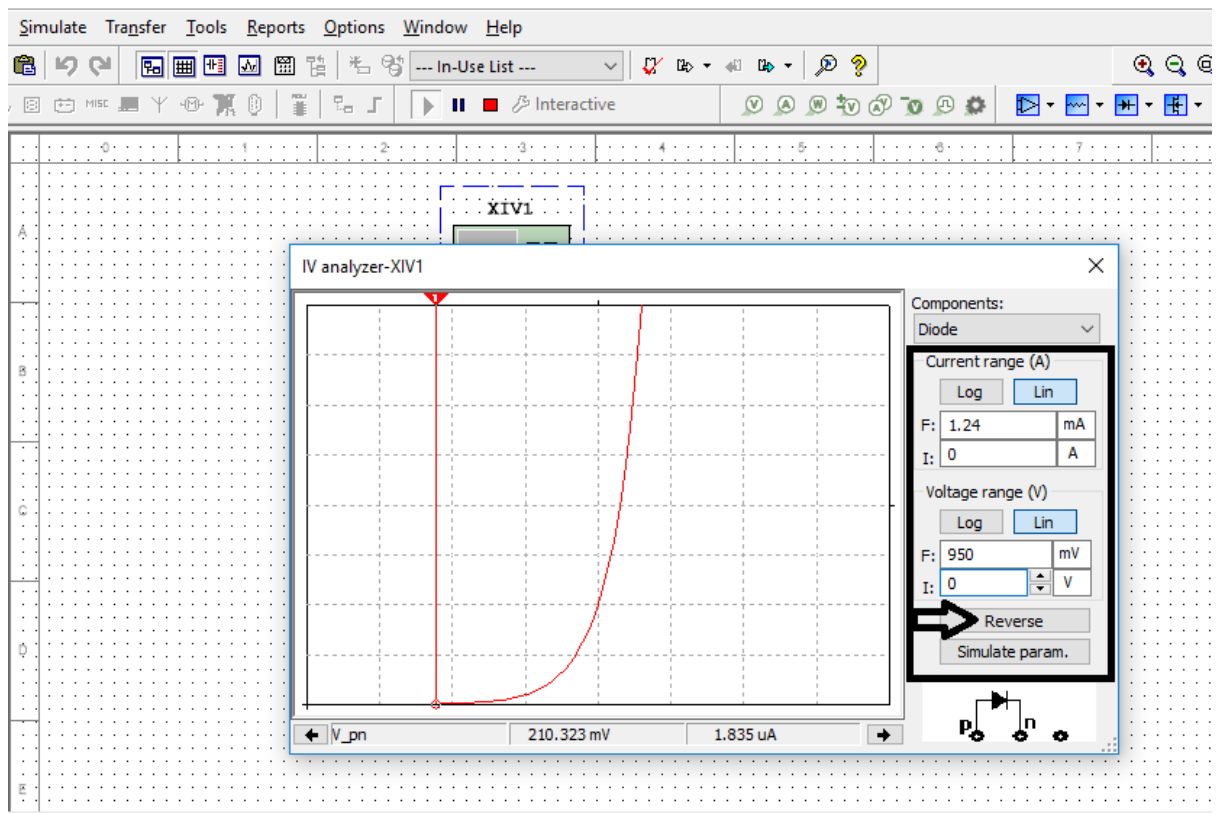 Simulate Transfer Tools Reports Options Window Help
--- In-Use List ---
MISC Interactive
V A W V AV V
0 1 2 3 4 5 6 7
XIV1
A
IV analyzer-XIV1
1
Components:
Diode
Current range (A)
B
Log Lin
F: 1.24 mA
I: 0 A
Voltage range (V)
C
Log Lin
F: 950 mV
I: 0 V
Reverse
D
Simulate param.
p n
V_pn 210.323 mV 1.835 uA
E